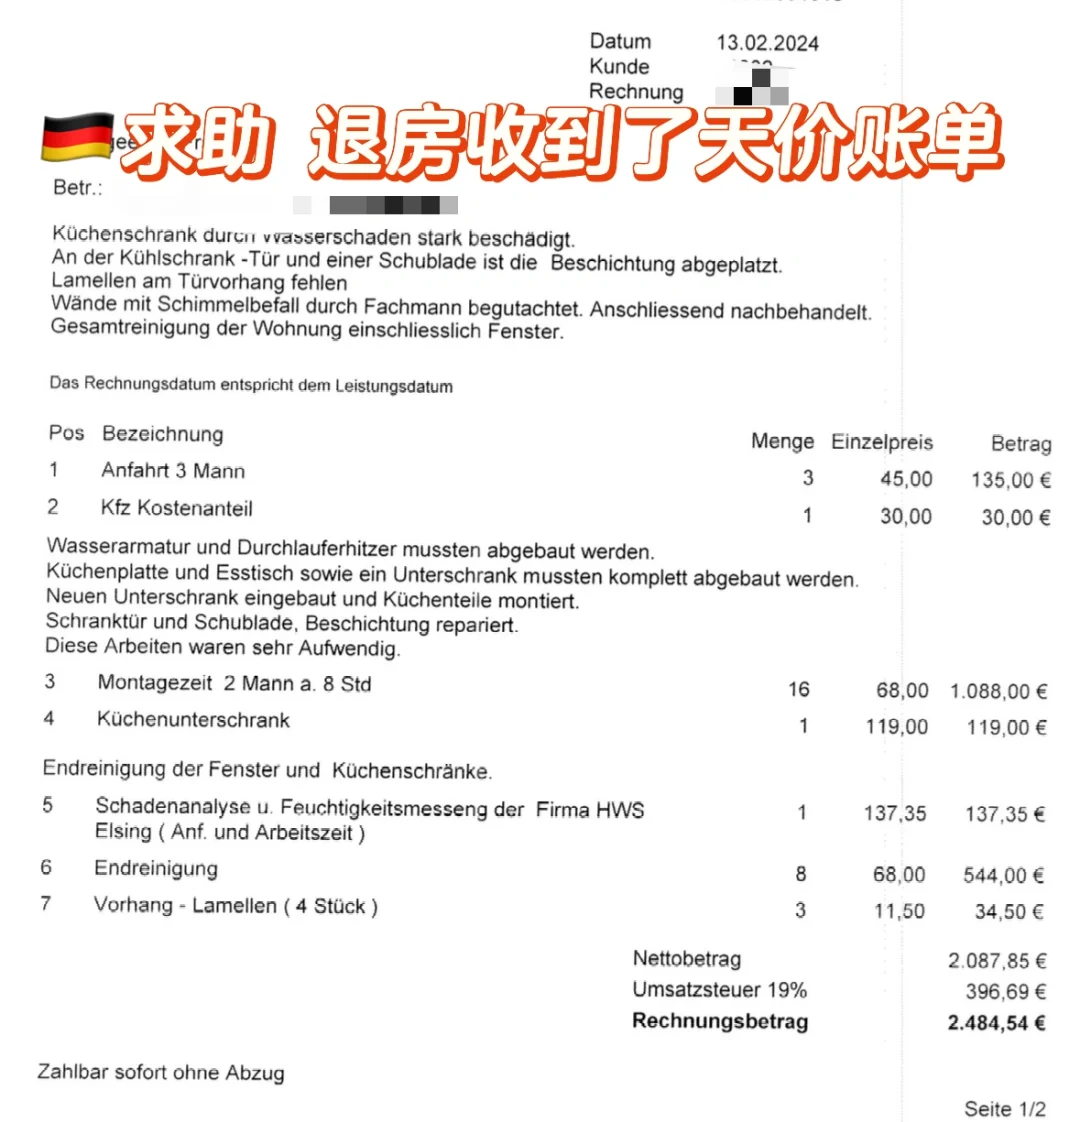 Datum 13.02.2024
Kunde
Rechnung
求助 退房收到了天价账单
Betr.:
Küchenschrank durch Wasserschaden stark beschädigt.
An der Kühlschrank -Tür und einer Schublade ist die Beschichtung abgeplatzt.
Lamellen am Türvorhang fehlen
Wände mit Schimmelbefall durch Fachmann begutachtet. Anschliessend nachbehandelt.
Gesamtreinigung der Wohnung einschliesslich Fenster.
Das Rechnungsdatum entspricht dem Leistungsdatum
Pos Bezeichnung Menge Einzelpreis Betrag
1 Anfahrt 3 Mann 3 45,00 135,00 €
2 Kfz Kostenanteil 1 30,00 30,00 €
Wasserarmatur und Durchlauferhitzer mussten abgebaut werden.
Küchenplatte und Esstisch sowie ein Unterschrank mussten komplett abgebaut werden.
Neuen Unterschrank eingebaut und Küchenteile montiert.
Schranktür und Schublade, Beschichtung repariert.
Diese Arbeiten waren sehr Aufwendig.
3 Montagezeit 2 Mann a. 8 Std 16 68,00 1.088,00 €
4 Küchenunterschrank 1 119,00 119,00 €
Endreinigung der Fenster und Küchenschränke.
5 Schadenanalyse u. Feuchtigkeitsmesseng der Firma HWS 1 137,35 137,35 €
Elsing ( Anf. und Arbeitszeit )
6 Endreinigung 8 68,00 544,00 €
7 Vorhang - Lamellen ( 4 Stück ) 3 11,50 34,50 €
Nettobetrag 2.087,85 €
Umsatzsteuer 19% 396,69 €
Rechnungsbetrag 2.484,54 €
Zahlbar sofort ohne Abzug
Seite 1/2